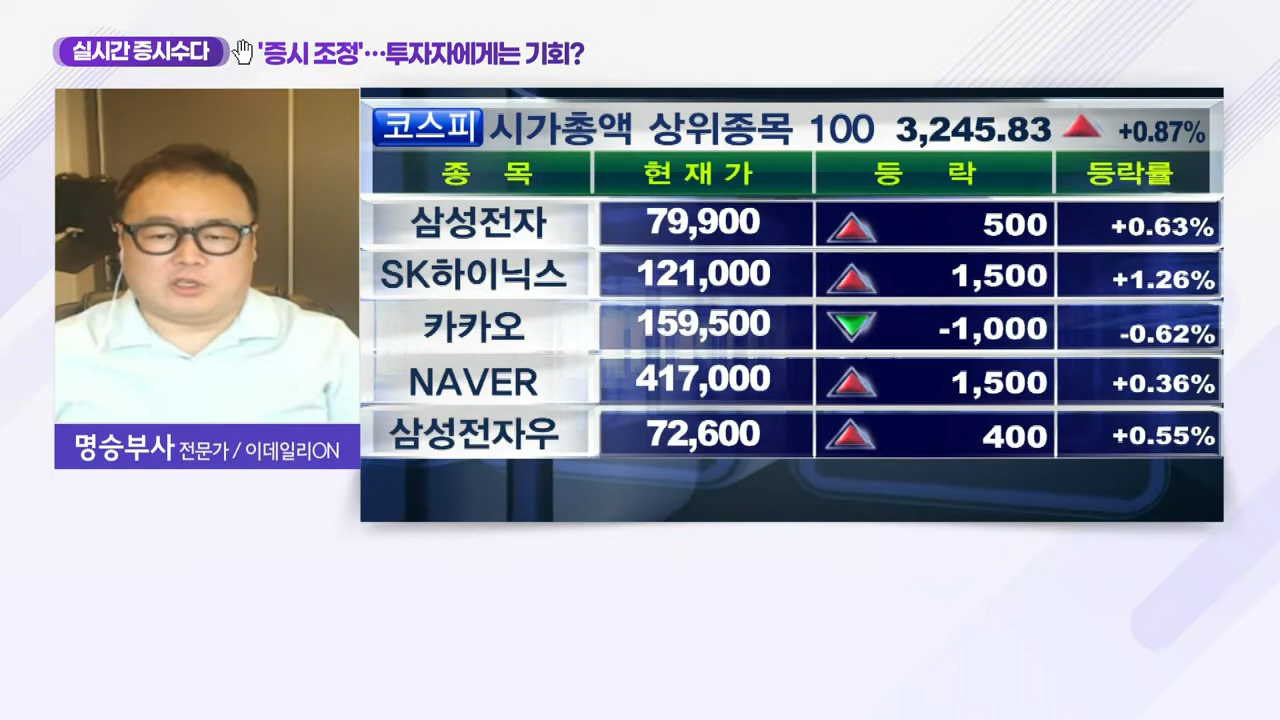 실시간 증시수다 '증시 조정'…투자자에게는 기회?
코스피 시가총액 상위종목 100 3,245.83 +0.87%
종 목 현 재 가 등 락 등락률
삼성전자 79,900 500 +0.63%
SK하이닉스 121,000 1,500 +1.26%
카카오 159,500 -1,000 -0.62%
NAVER 417,000 1,500 +0.36%
삼성전자우 72,600 400 +0.55%
명승부사 전문가 / 이데일리ON